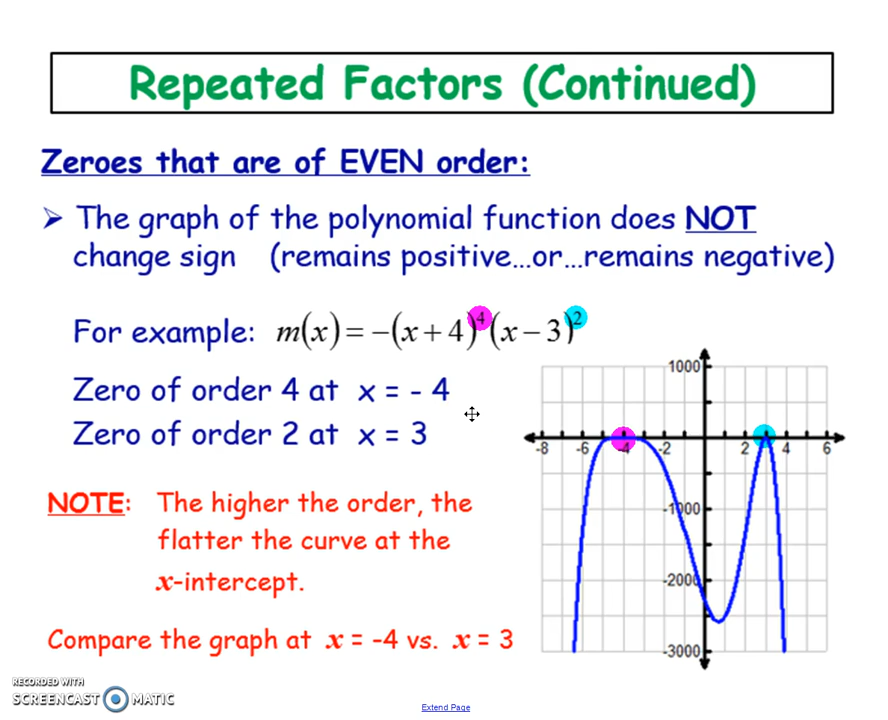 Repeated Factors (Continued)
Zeroes that are of EVEN order:
➢ The graph of the polynomial function does NOT
change sign (remains positive...or...remains negative)
For example: m(x) = −(x + 4)⁴(x − 3)²
Zero of order 4 at x = - 4
Zero of order 2 at x = 3
NOTE: The higher the order, the
flatter the curve at the
x-intercept.
Compare the graph at x = -4 vs. x = 3
1000
-8 -6 -4 -2 2 4 6
-1000
-2000
-3000
RECORDED WITH
SCREENCAST MATIC
Extend Page